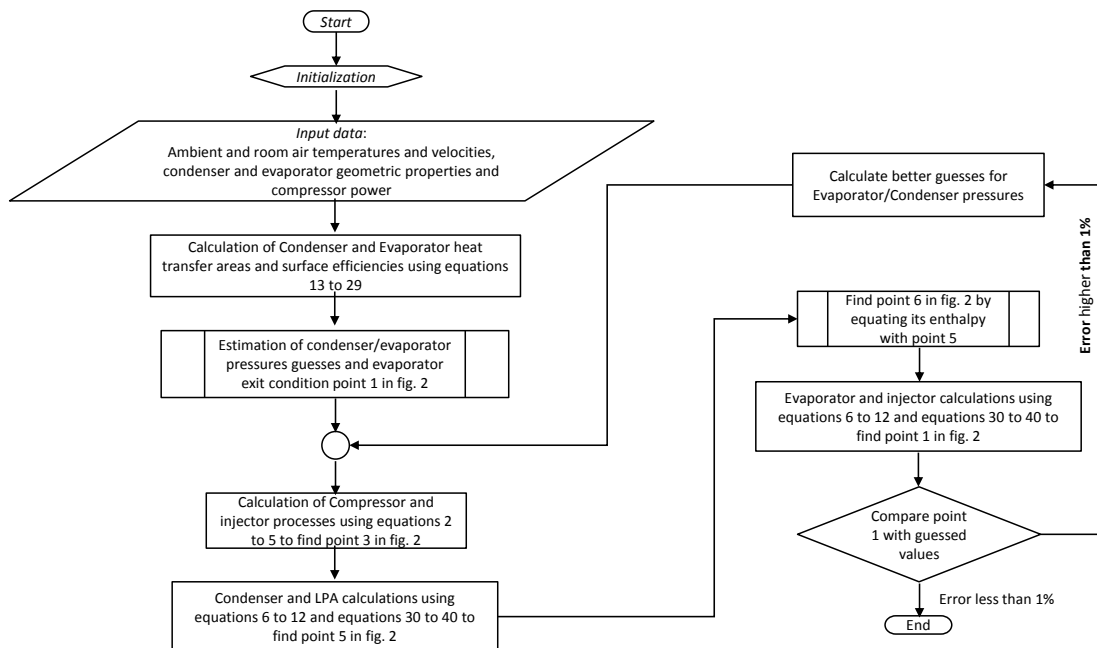 Start
Initialization
Input data:
Ambient and room air temperatures and velocities,
condenser and evaporator geometric properties and
compressor power
Calculation of Condenser and Evaporator heat
transfer areas and surface efficiencies using equations
13 to 29
Estimation of condenser/evaporator
pressures guesses and evaporator
exit condition point 1 in fig. 2
Calculation of Compressor and
injector processes using equations 2
to 5 to find point 3 in fig. 2
Condenser and LPA calculations using
equations 6 to 12 and equations 30 to 40 to
find point 5 in fig. 2
Find point 6 in fig. 2 by
equating its enthalpy
with point 5
Evaporator and injector calculations using
equations 6 to 12 and equations 30 to 40 to
find point 1 in fig. 2
Compare point
1 with guessed
values
Error less than 1%
End
Error higher than 1%
Calculate better guesses for
Evaporator/Condenser pressures